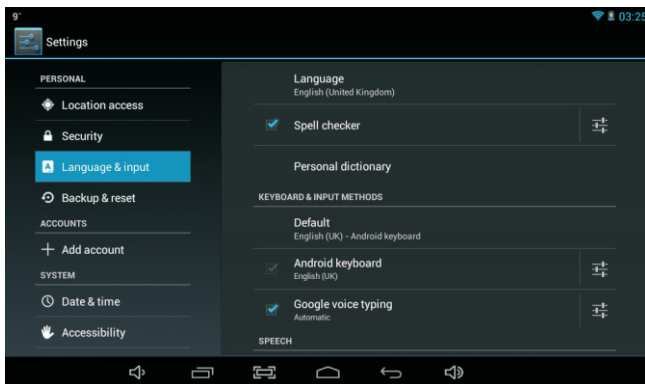 9°
03:25
Settings
PERSONAL
Location access
Security
Language & input
Backup & reset
ACCOUNTS
Add account
SYSTEM
Date & time
Accessibility
Language
English (United Kingdom)
Spell checker
Personal dictionary
KEYBOARD & INPUT METHODS
Default
English (UK) - Android keyboard
Android keyboard
English (UK)
Google voice typing
Automatic
SPEECH